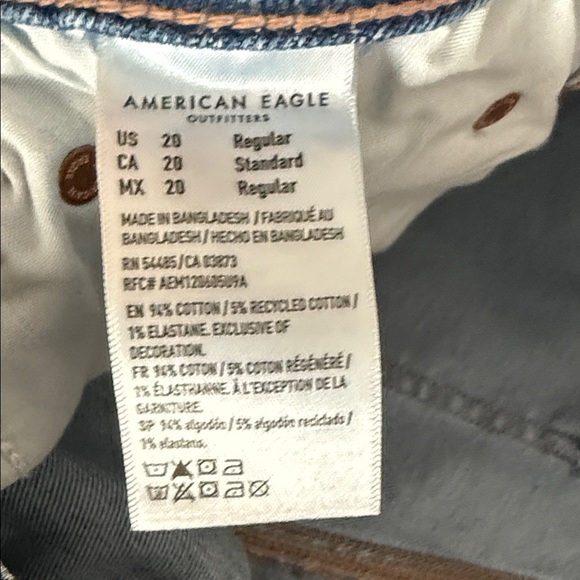 AMERICAN EAGLE
OUTFITTERS
US 20 Regular
CA 20 Standard
MX 20 Regular
MADE IN BANGLADESH / FABRIQUÉ AU
BANGLADESH / HECHO EN BANGLADESH
RN 54485/CA 03873
RFC#
EN 94% COTTON / 5% RECYCLED COTTON /
1% ELASTANE. EXCLUSIVE OF
DECORATION.
FR 94% COTON / 5% COTON RÉGÉNÉRÉ /
1% ÉLASTHANNE. À L'EXCEPTION DE LA
GARNITURE.
SP 94% algodón / 5% algodón reciclado /
1% elastano.